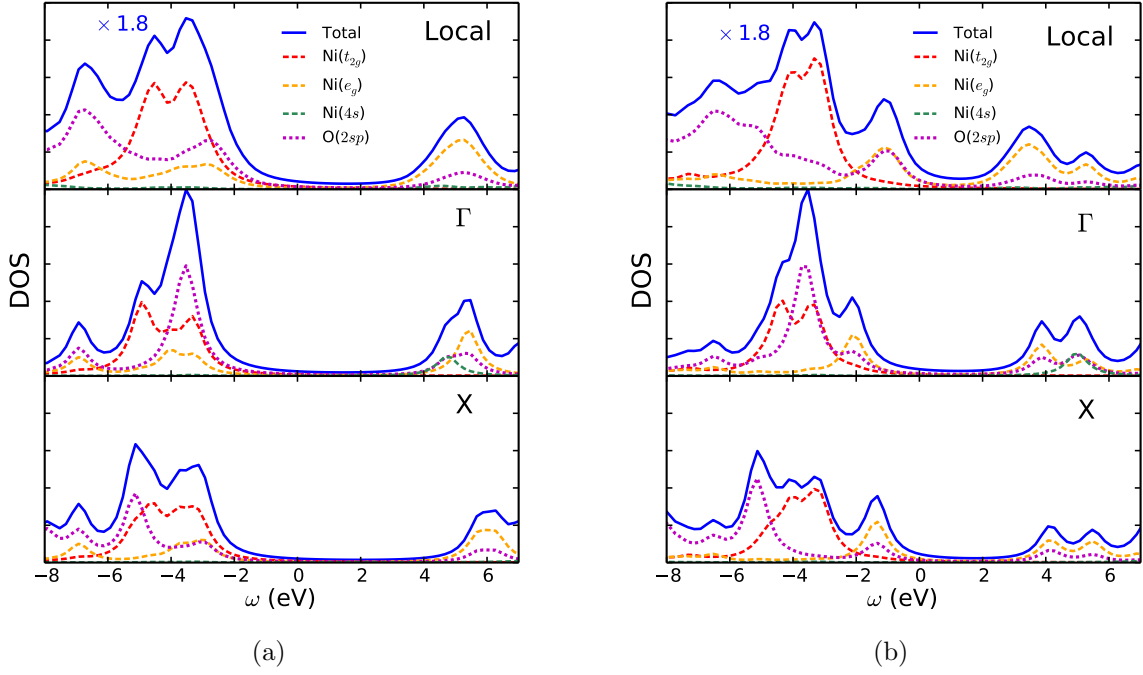 × 1.8
Total
Ni(t2g)
Ni(eg)
Ni(4s)
O(2sp)
Local
Γ
DOS
X
−8 −6 −4 −2 0 2 4 6
ω (eV)
(a)
× 1.8
Total
Ni(t2g)
Ni(eg)
Ni(4s)
O(2sp)
Local
Γ
DOS
X
−8 −6 −4 −2 0 2 4 6
ω (eV)
(b)